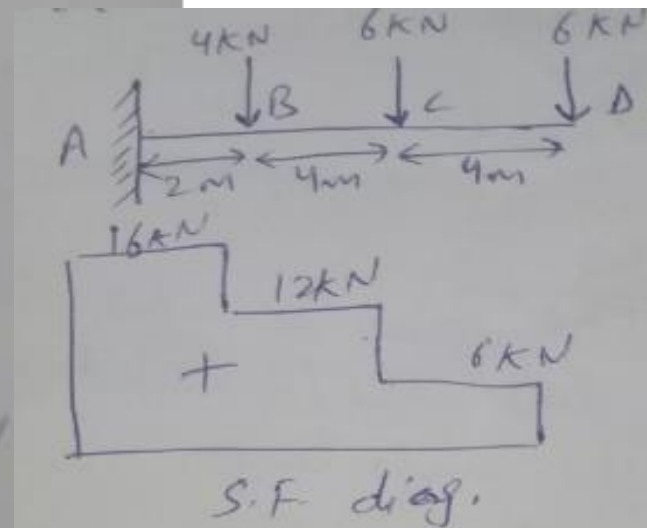 4KN 6KN 6KN
A B C D
2m 4m 4m
16KN
12KN
6KN
+
S.F. diag.